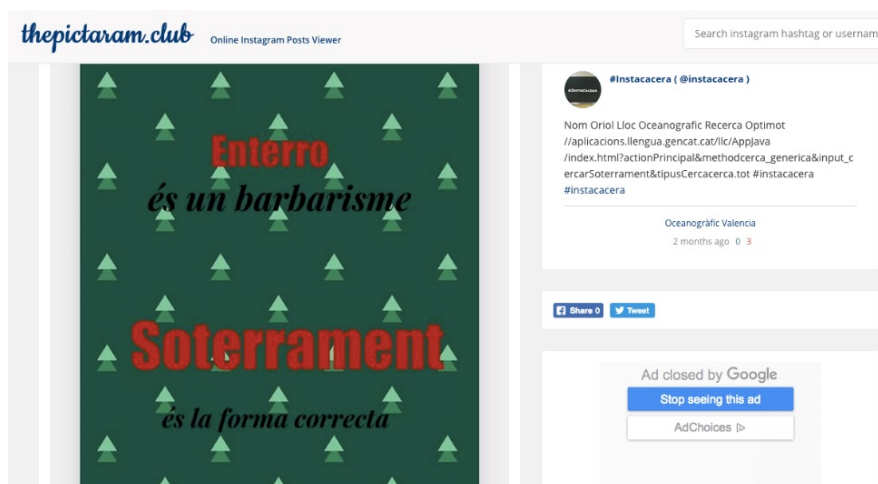 thepictaram.club
Online Instagram Posts Viewer
Search instagram hashtag or usernam
Enterro
és un barbarisme
Soterrament
és la forma correcta
#Instacacera ( @instacacera )
Nom Oriol Lloc Oceanografic Recerca Optimot
//aplicacions.llengua.gencat.cat/llc/AppJava
/index.html?actionPrincipal&methodcerca_generica&input_c
ercarSoterrament&tipusCercacerca.tot #instacacera
#instacacera
Oceanogràfic Valencia
2 months ago 0 3
Share 0
Tweet
Ad closed by Google
Stop seeing this ad
AdChoices